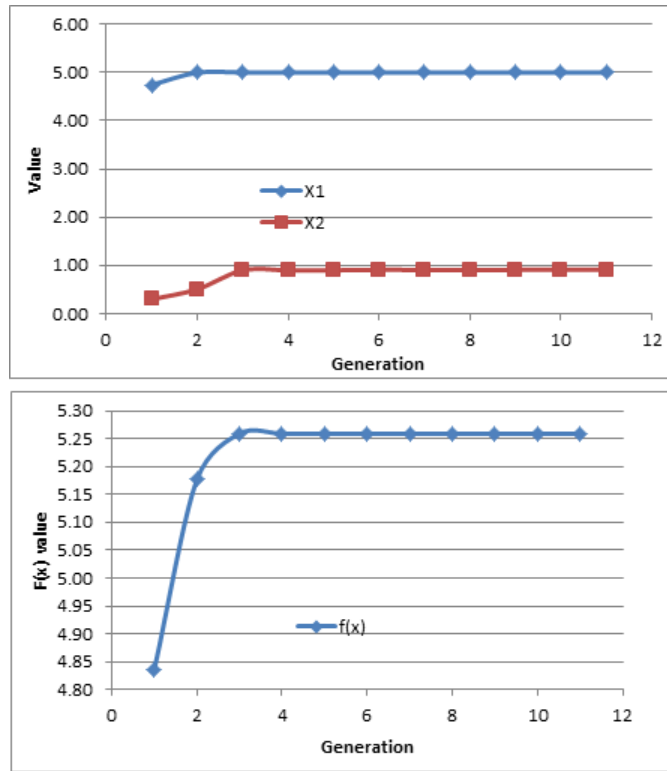 6.00
5.00
4.00
3.00
2.00
1.00
0.00
Value
X1
X2
0 2 4 6 8 10 12
Generation
5.30
5.25
5.20
5.15
5.10
5.05
5.00
4.95
4.90
4.85
4.80
F(x) value
f(x)
0 2 4 6 8 10 12
Generation